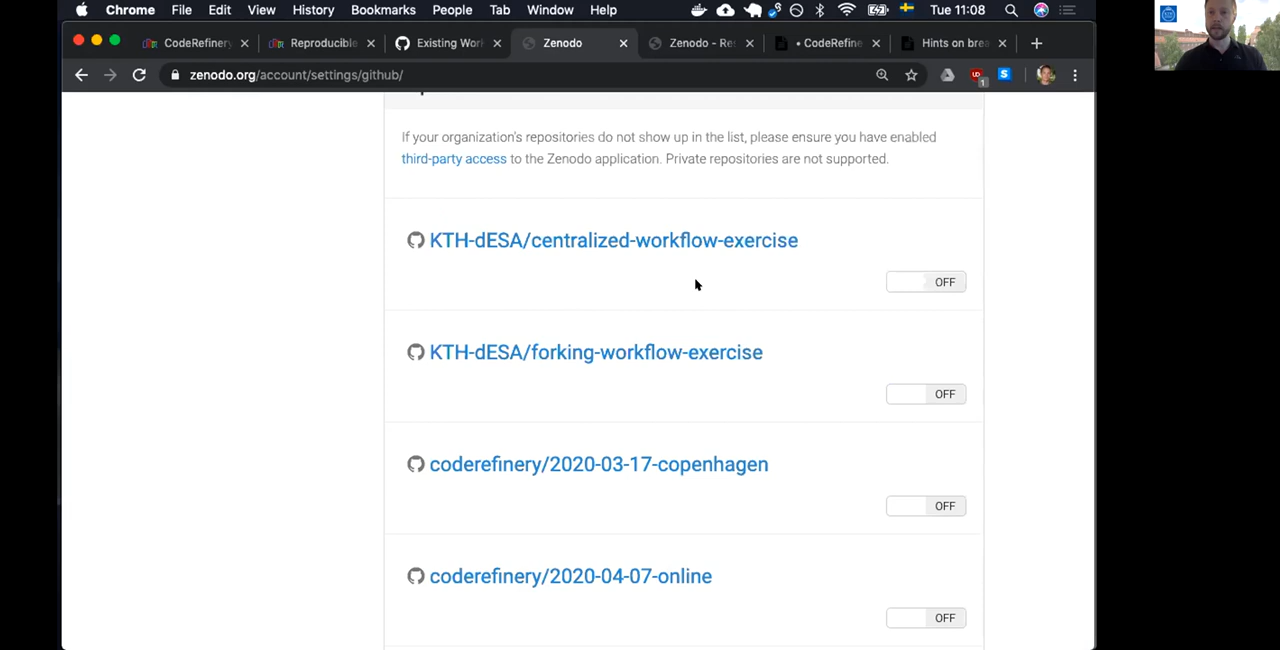 Chrome File Edit View History Bookmarks People Tab Window Help Tue 11:08
CodeRefinery Reproducible Existing Wor Zenodo Zenodo - Re • CodeRefine Hints on brea
zenodo.org/account/settings/github/
If your organization's repositories do not show up in the list, please ensure you have enabled
third-party access to the Zenodo application. Private repositories are not supported.
KTH-dESA/centralized-workflow-exercise
OFF
KTH-dESA/forking-workflow-exercise
OFF
coderefinery/2020-03-17-copenhagen
OFF
coderefinery/2020-04-07-online
OFF